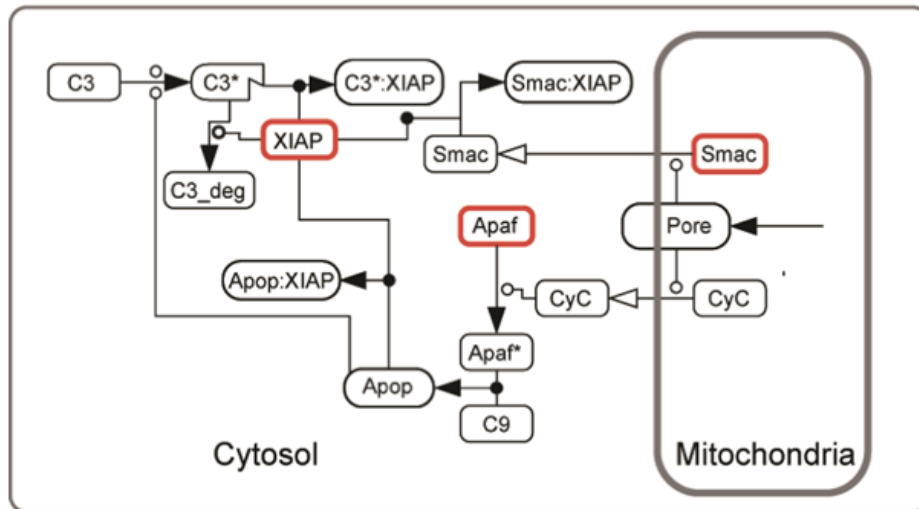 C3
C3*
C3*:XIAP
Smac:XIAP
XIAP
Smac
Smac
C3_deg
Apaf
Pore
Apop:XIAP
CyC
CyC
Apaf*
Apop
C9
Cytosol
Mitochondria